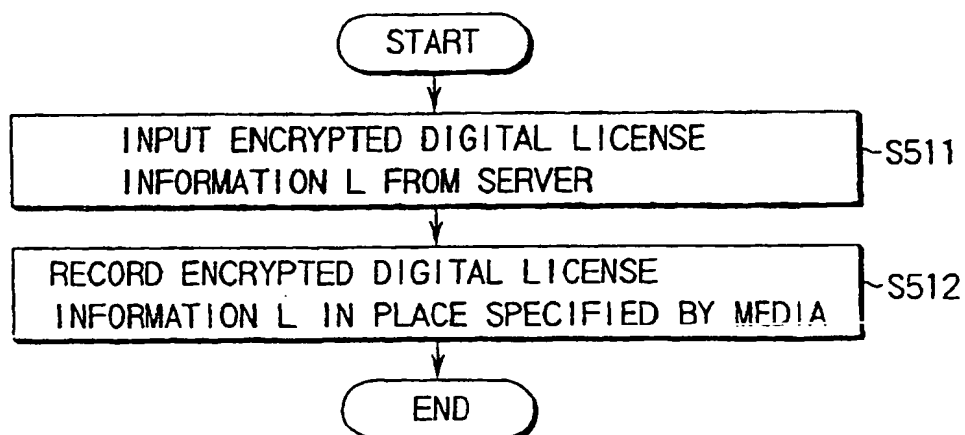 START
INPUT ENCRYPTED DIGITAL LICENSE
INFORMATION L FROM SERVER
S511
RECORD ENCRYPTED DIGITAL LICENSE
INFORMATION L IN PLACE SPECIFIED BY MEDIA
S512
END